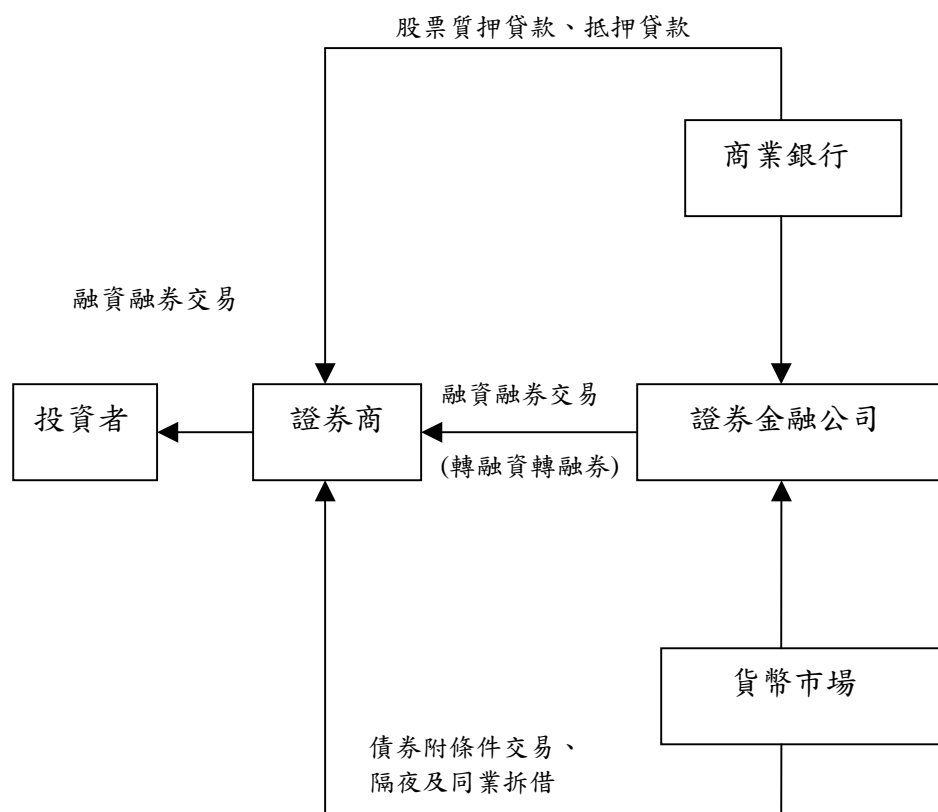 股票質押貸款、抵押貸款
商業銀行
融資融券交易
投資者
證券商
融資融券交易
(轉融資轉融券)
證券金融公司
貨幣市場
債券附條件交易、
隔夜及同業拆借